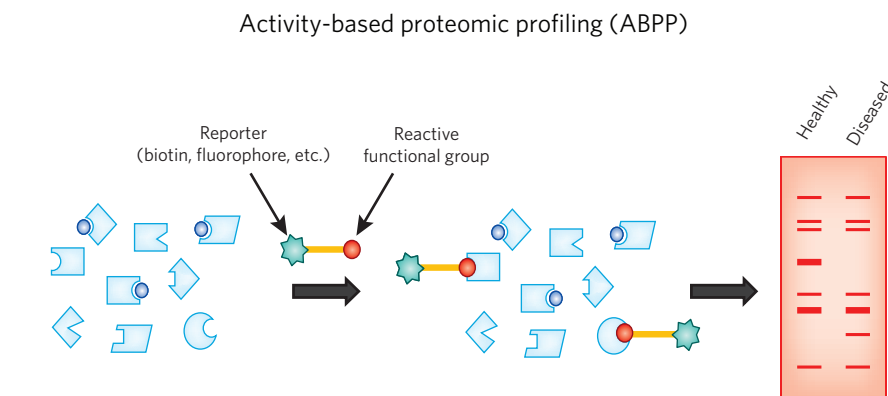 Activity-based proteomic profiling (ABPP)
Reporter
(biotin, fluorophore, etc.)
Reactive
functional group
Healthy
Diseased